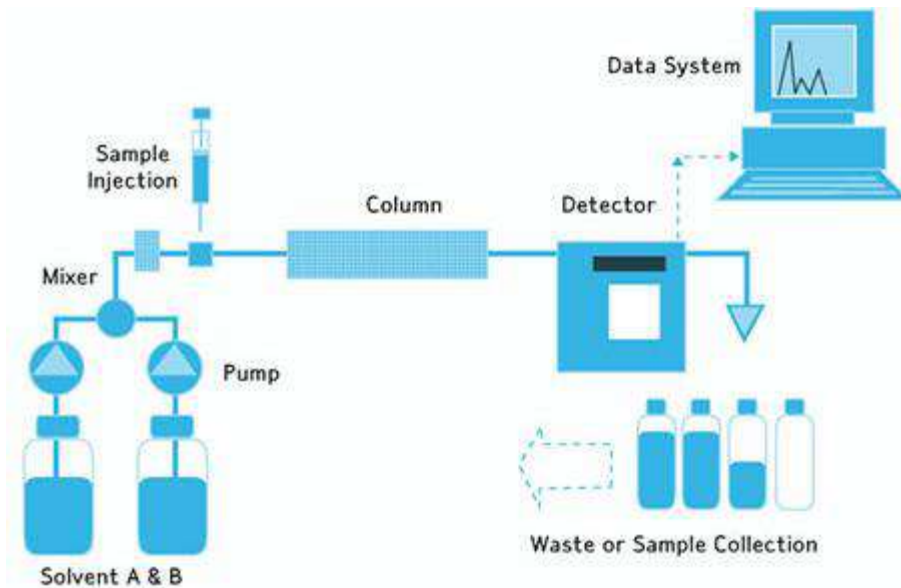 Data System
Sample
Injection
Column
Detector
Mixer
Pump
Waste or Sample Collection
Solvent A & B